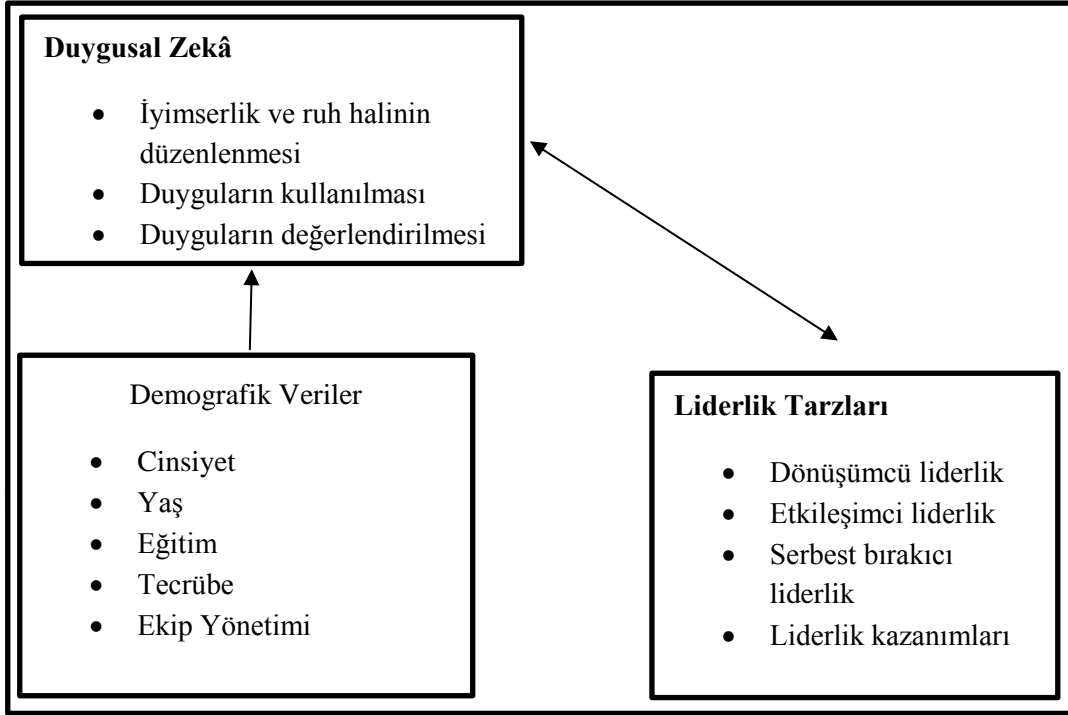 Duygusal Zekâ
• İyimserlik ve ruh halinin
düzenlenmesi
• Duyguların kullanılması
• Duyguların değerlendirilmesi
Demografik Veriler
• Cinsiyet
• Yaş
• Eğitim
• Tecrübe
• Ekip Yönetimi
Liderlik Tarzları
• Dönüşümcü liderlik
• Etkileşimci liderlik
• Serbest bırakıcı
liderlik
• Liderlik kazanımları